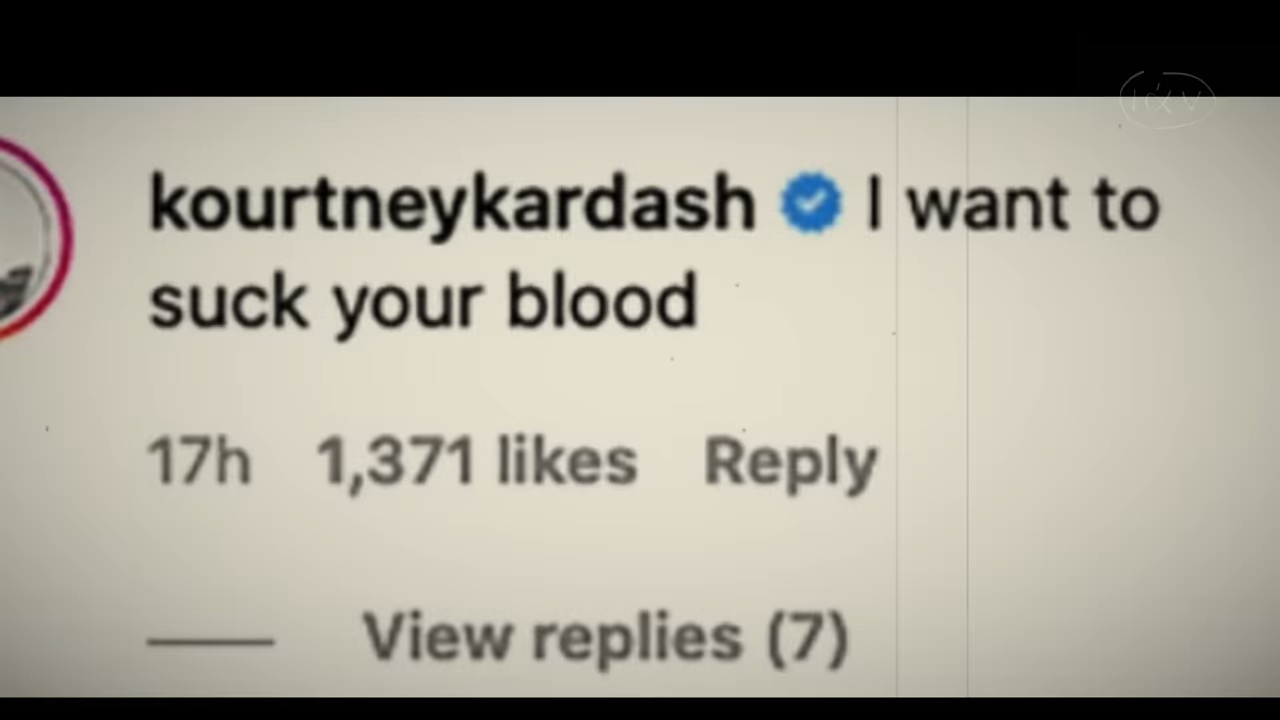 kourtneykardash I want to
suck your blood
17h 1,371 likes Reply
View replies (7)